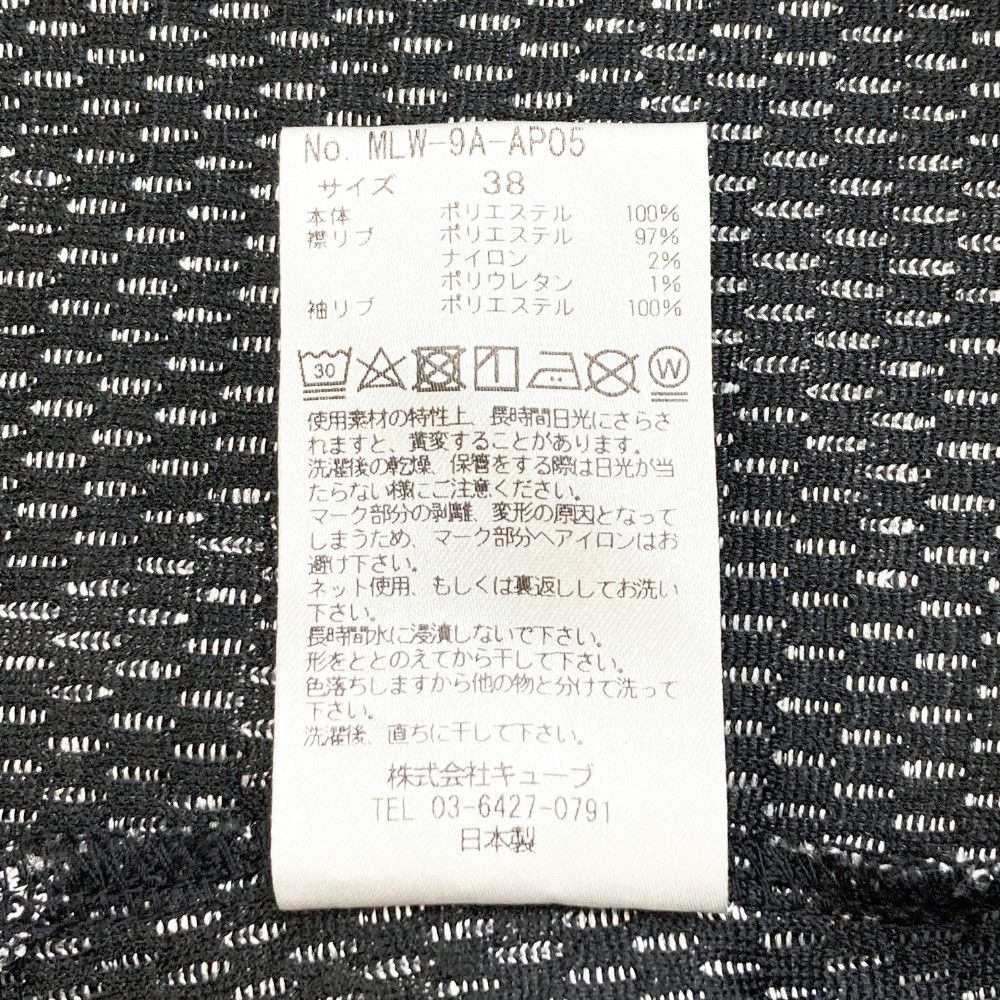 No. MLW-9A-AP05
サイズ 38
本体 ポリエステル 100%
襟リブ ポリエステル 97%
ナイロン 2%
ポリウレタン 1%
袖リブ ポリエステル 100%
30 W
使用素材の特性上、長時間日光にさらさ
れますと、黄変することがあります。
洗濯後の乾燥、保管をする際は日光が当
たらない様にご注意ください。
マーク部分の剥離、変形の原因となって
しまうため、マーク部分へアイロンはお
避け下さい。
ネット使用、もしくは裏返ししてお洗い
下さい。
長時間水に浸漬しないで下さい。
形をととのえてから干して下さい。
色落ちしますから他の物と分けて洗って
下さい。
洗濯後、直ちに干して下さい。
株式会社キューブ
TEL 03-6427-0791
日本製